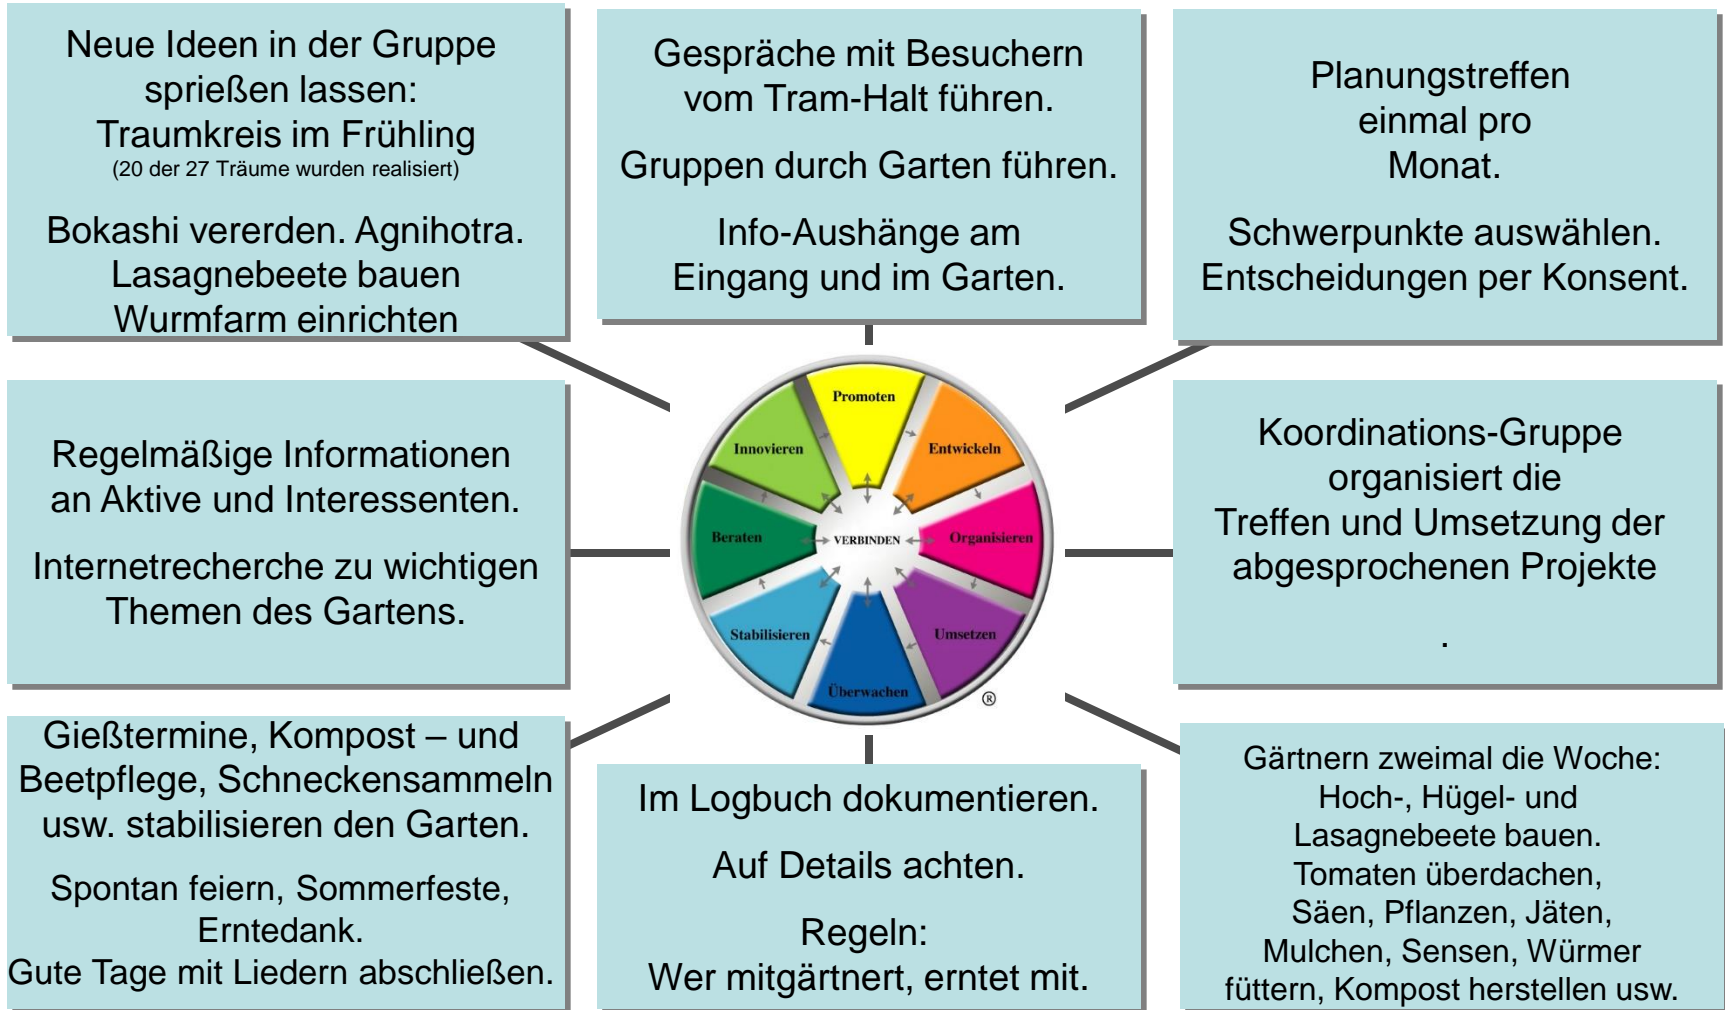 Neue Ideen in der Gruppe
sprießen lassen:
Traumkreis im Frühling
(20 der 27 Träume wurden realisiert)
Bokashi vererden. Agnihotra.
Lasagnebeete bauen
Wurmfarm einrichten
Gespräche mit Besuchern
vom Tram-Halt führen.
Gruppen durch Garten führen.
Info-Aushänge am
Eingang und im Garten.
Planungstreffen
einmal pro
Monat.
Schwerpunkte auswählen.
Entscheidungen per Konsent.
Regelmäßige Informationen
an Aktive und Interessenten.
Internetrecherche zu wichtigen
Themen des Gartens.
Promoten
Innovieren
Entwickeln
Beraten
VERBINDEN
Organisieren
Stabilisieren
Umsetzen
Überwachen
®
Koordinations-Gruppe
organisiert die
Treffen und Umsetzung der
abgesprochenen Projekte
.
Gießtermine, Kompost – und
Beetpflege, Schneckensammeln
usw. stabilisieren den Garten.
Spontan feiern, Sommerfeste,
Erntedank.
Gute Tage mit Liedern abschließen.
Im Logbuch dokumentieren.
Auf Details achten.
Regeln:
Wer mitgärtnert, erntet mit.
Gärtnern zweimal die Woche:
Hoch-, Hügel- und
Lasagnebeete bauen.
Tomaten überdachen,
Säen, Pflanzen, Jäten,
Mulchen, Sensen, Würmer
füttern, Kompost herstellen usw.